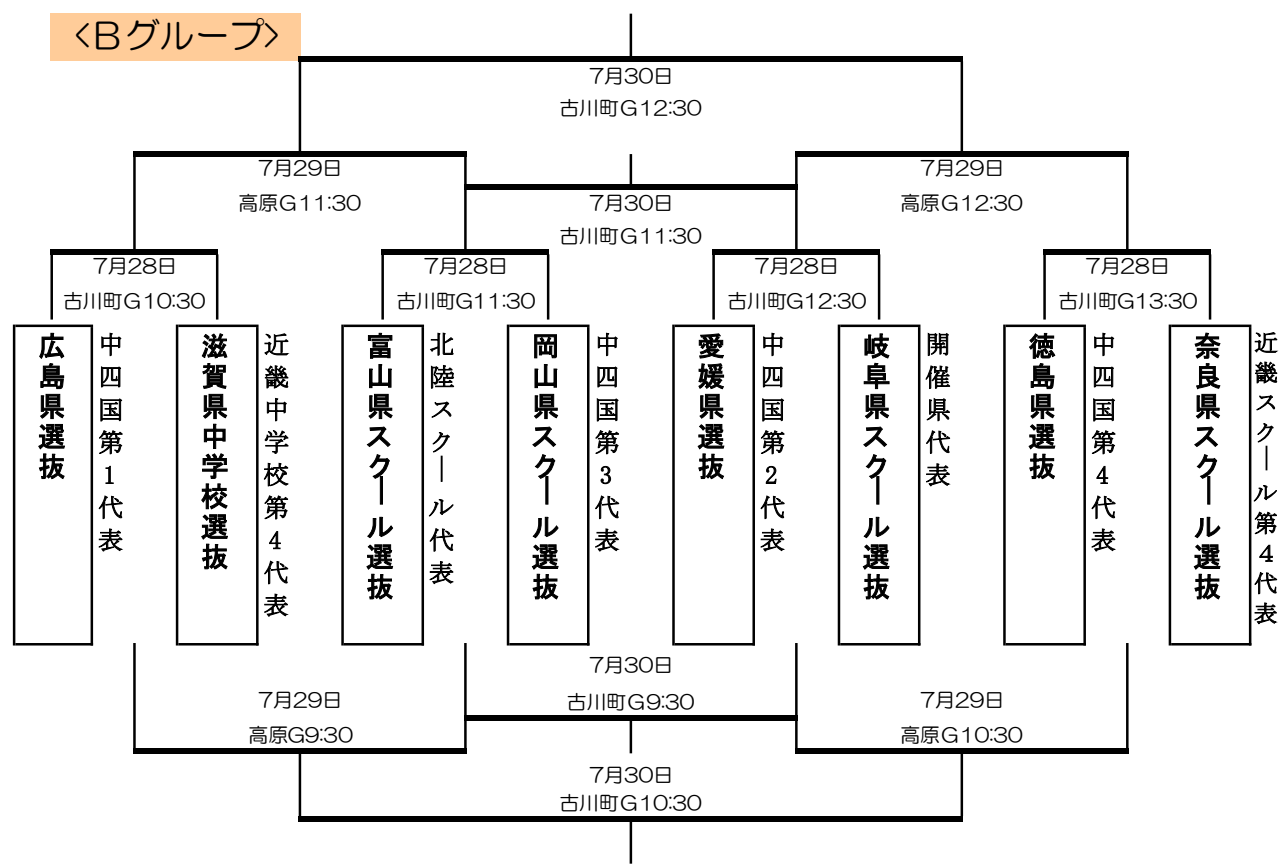 <Bグループ>
7月30日
古川町G12:30
7月29日
高原G11:30
7月30日
古川町G11:30
7月29日
高原G12:30
7月28日
古川町G10:30
7月28日
古川町G11:30
7月28日
古川町G12:30
7月28日
古川町G13:30
広島県選抜
中四国第1代表
滋賀県中学校選抜
近畿中学校第4代表
富山県スクール選抜
北陸スクール代表
岡山県スクール選抜
中四国第3代表
愛媛県選抜
中四国第2代表
岐阜県スクール選抜
開催県代表
徳島県選抜
中四国第4代表
奈良県スクール選抜
近畿スクール第4代表
7月30日
古川町G9:30
7月29日
高原G9:30
7月29日
高原G10:30
7月30日
古川町G10:30